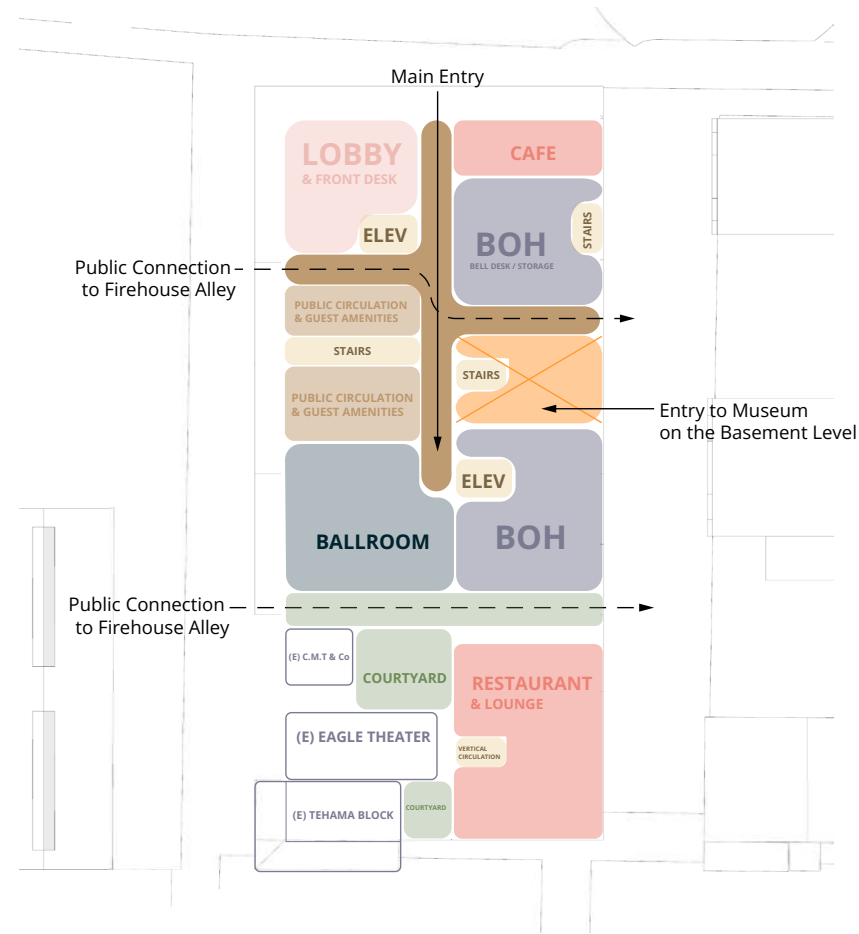 Main Entry
LOBBY
& FRONT DESK
CAFE
ELEV
BOH
BELL DESK / STORAGE
STAIRS
Public Connection
to Firehouse Alley
PUBLIC CIRCULATION
& GUEST AMENITIES
STAIRS
STAIRS
PUBLIC CIRCULATION
& GUEST AMENITIES
Entry to Museum
on the Basement Level
ELEV
BALLROOM
BOH
Public Connection
to Firehouse Alley
(E) C.M.T & Co
COURTYARD
RESTAURANT
& LOUNGE
(E) EAGLE THEATER
VERTICAL
CIRCULATION
(E) TEHAMA BLOCK
COURTYARD